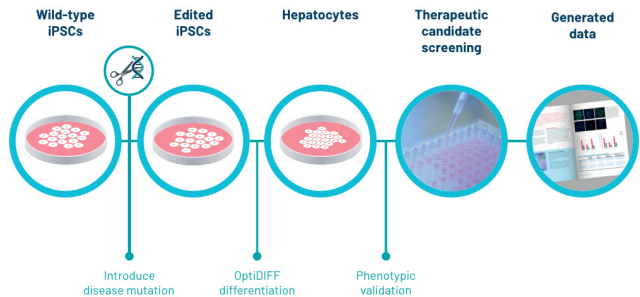 Wild-type
iPSCs
Edited
iPSCs
Hepatocytes
Therapeutic
candidate
screening
Generated
data
Introduce
disease mutation
OptiDIFF
differentiation
Phenotypic
validation